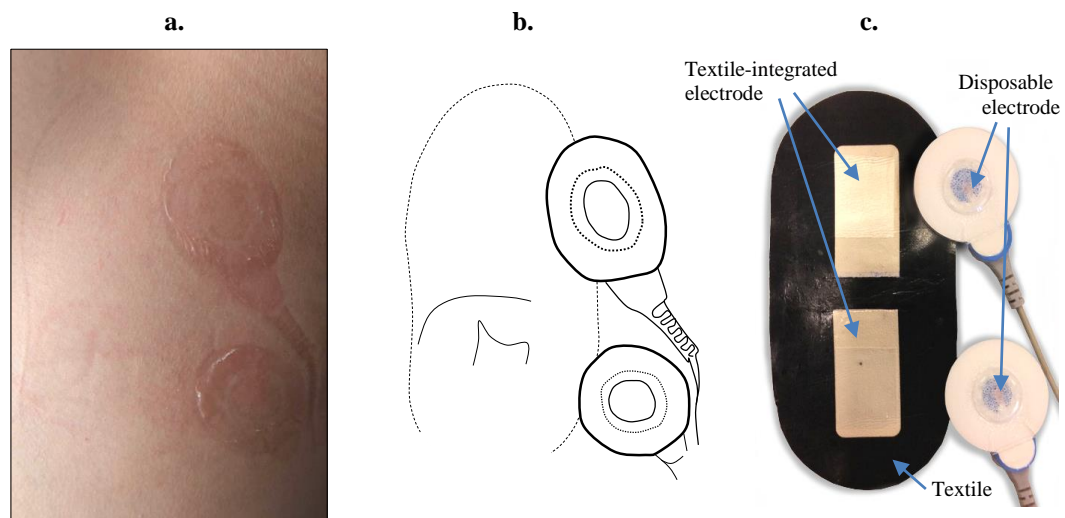 a.
b.
c.
Textile-integrated
electrode
Disposable
electrode
Textile